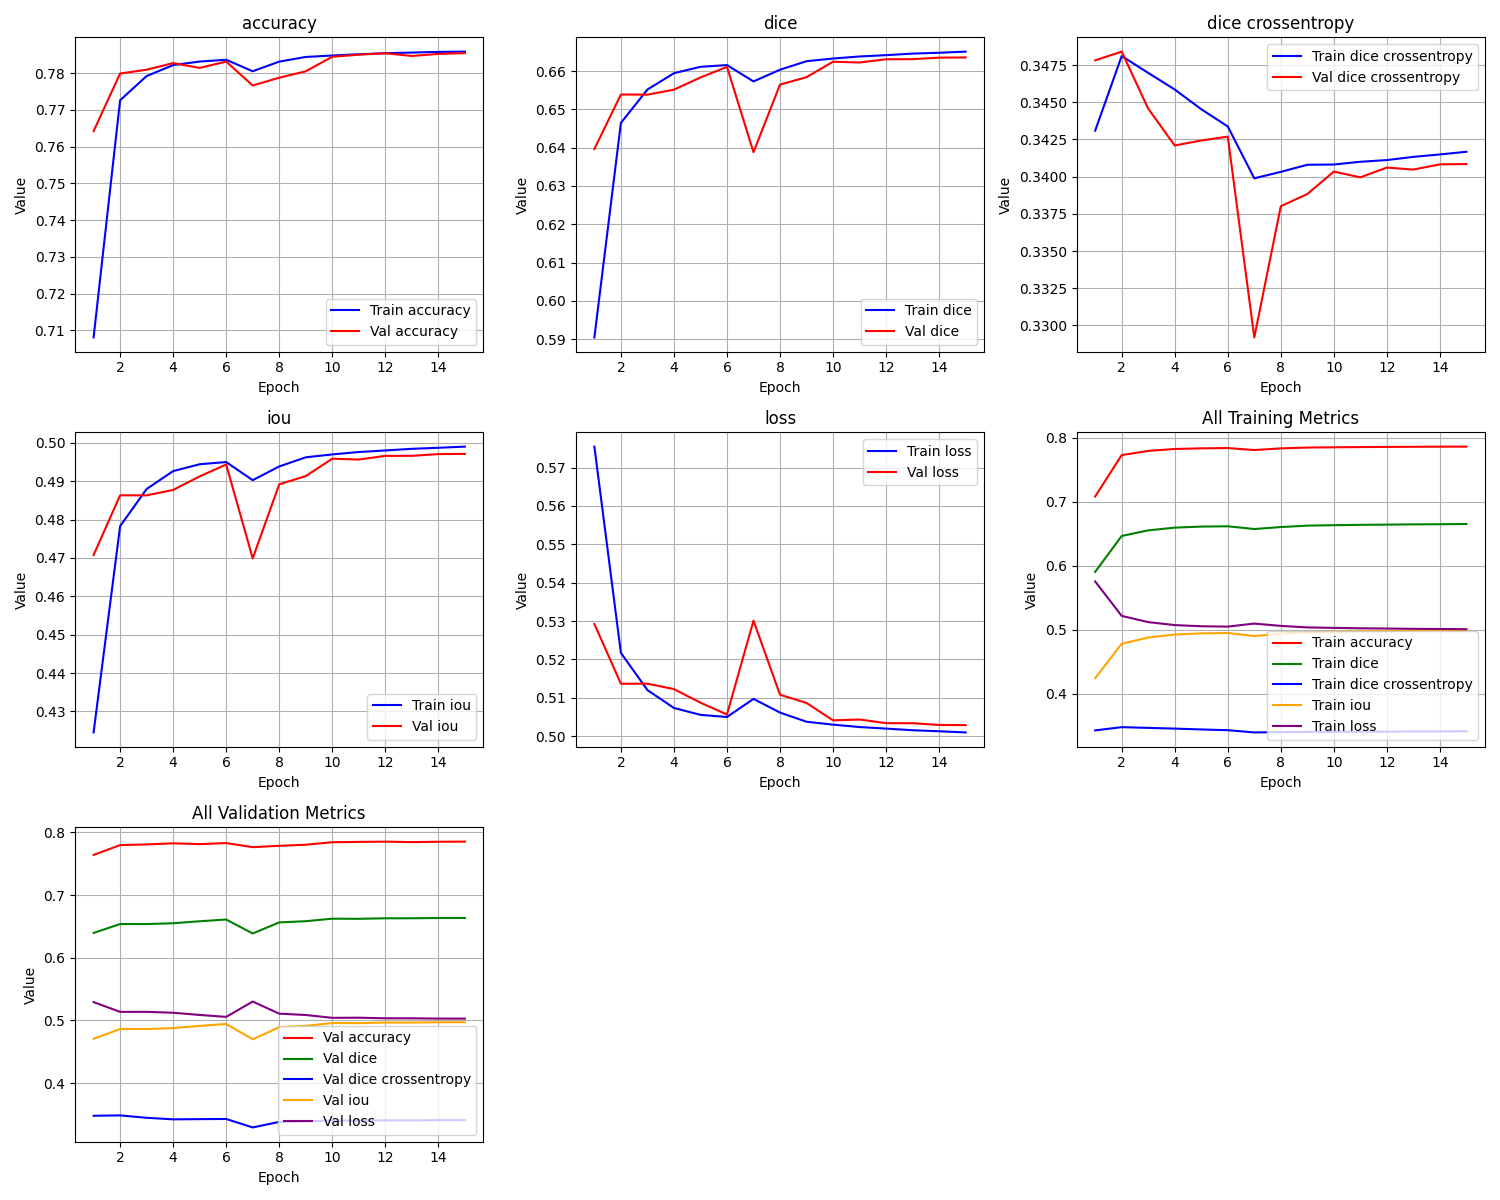 accuracy
Value
0.78
0.77
0.76
0.75
0.74
0.73
0.72
0.71
Train accuracy
Val accuracy
2 4 6 8 10 12 14
Epoch
dice
Value
0.66
0.65
0.64
0.63
0.62
0.61
0.60
0.59
Train dice
Val dice
2 4 6 8 10 12 14
Epoch
dice crossentropy
Value
0.3475
0.3450
0.3425
0.3400
0.3375
0.3350
0.3325
0.3300
Train dice crossentropy
Val dice crossentropy
2 4 6 8 10 12 14
Epoch
iou
Value
0.50
0.49
0.48
0.47
0.46
0.45
0.44
0.43
Train iou
Val iou
2 4 6 8 10 12 14
Epoch
loss
Value
0.57
0.56
0.55
0.54
0.53
0.52
0.51
0.50
Train loss
Val loss
2 4 6 8 10 12 14
Epoch
All Training Metrics
Value
0.8
0.7
0.6
0.5
0.4
Train accuracy
Train dice
Train dice crossentropy
Train iou
Train loss
2 4 6 8 10 12 14
Epoch
All Validation Metrics
Value
0.8
0.7
0.6
0.5
0.4
Val accuracy
Val dice
Val dice crossentropy
Val iou
Val loss
2 4 6 8 10 12 14
Epoch